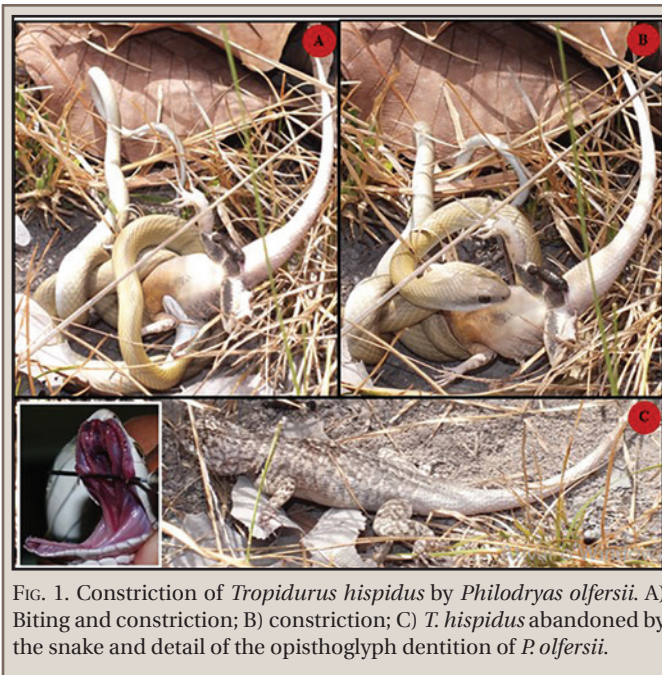 A
B
C
FIG. 1. Constriction of Tropidurus hispidus by Philodryas olfersii. A)
Biting and constriction; B) constriction; C) T. hispidus abandoned by
the snake and detail of the opisthoglyph dentition of P. olfersii.